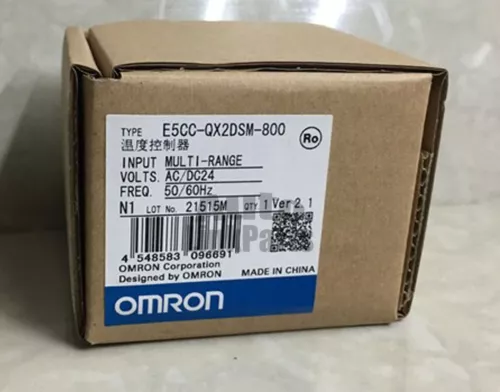 TYPE E5CC-QX2DSM-800
温度控制器
Ro
INPUT MULTI-RANGE
VOLTS. AC/DC24
FREQ. 50/60Hz
N1 LOT No. 21515M QTY 1 Ver 2.1
4 548583 096691
OMRON Corporation
Designed by OMRON
MADE IN CHINA
OMRON